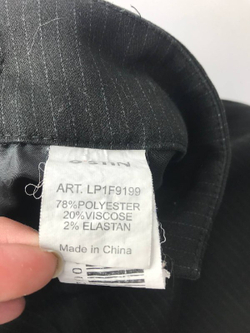 ART. LP1F9199
78%POLYESTER
20%VISCOSE
2% ELASTAN
Made in China